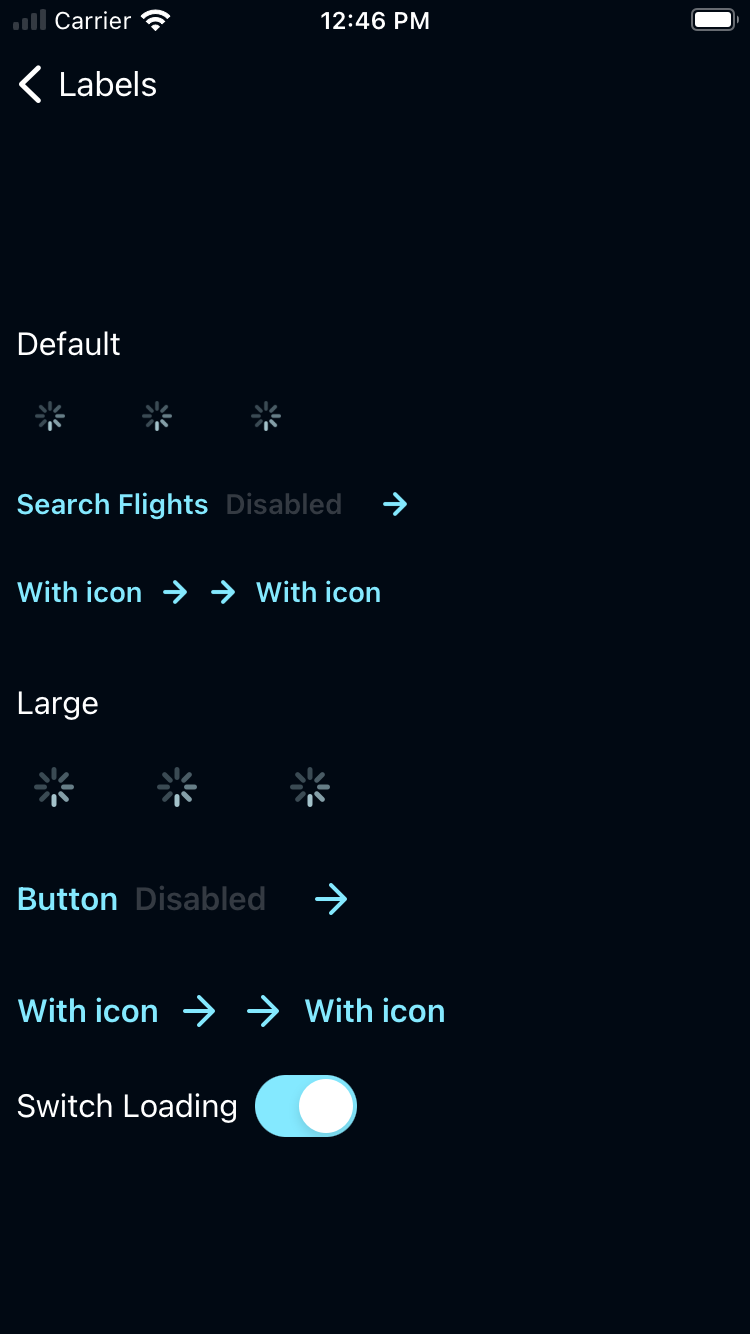 Carrier 12:46 PM
Labels
Default
Search Flights Disabled
With icon With icon
Large
Button Disabled
With icon With icon
Switch Loading